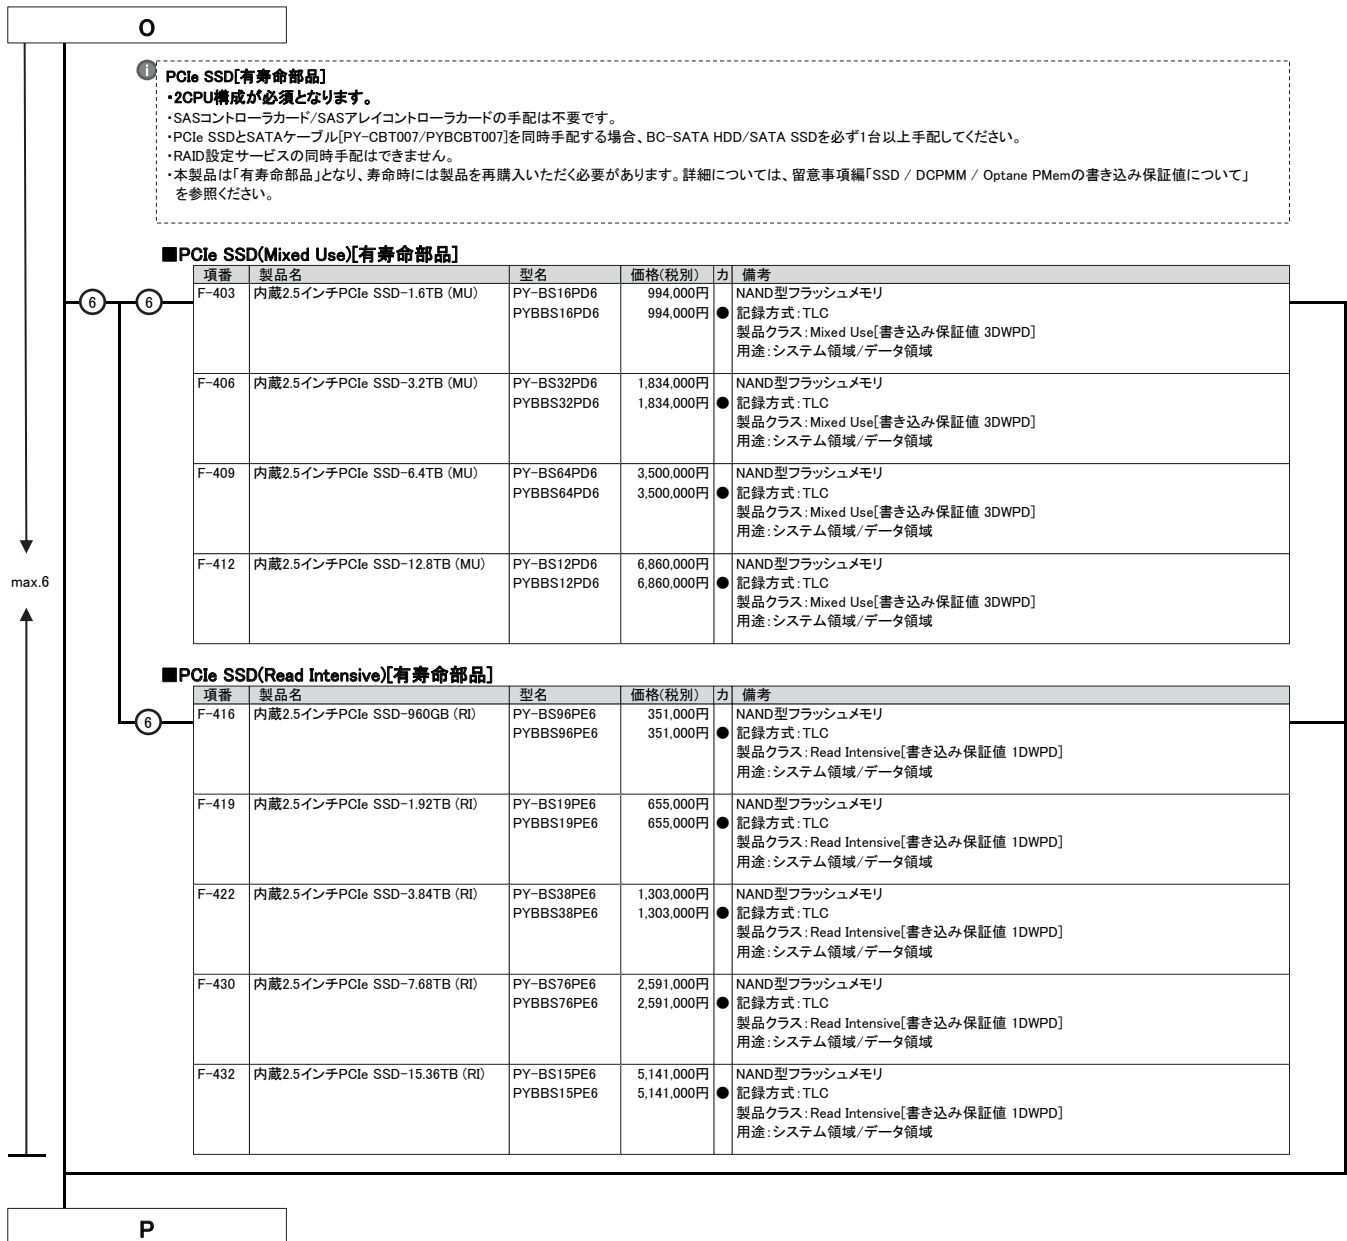 O
PCIe SSD[有寿命部品]
・2CPU構成が必須となります。
・SASコントローラカード/SASアレイコントローラカードの手配は不要です。
・PCIe SSDとSATAケーブル[PY-CBT007/PYBCBT007]を同時手配する場合、BC-SATA HDD/SATA SSDを必ず1台以上手配してください。
・RAID設定サービスの同時手配はできません。
・本製品は「有寿命部品」となり、寿命時には製品を再購入いただく必要があります。詳細については、留意事項編「SSD / DCPMM / Optane PMemの書き込み保証値について」
を参照ください。
■PCIe SSD(Mixed Use)[有寿命部品]
項番 製品名 型名 価格(税別) カ 備考
6 6 F-403 内蔵2.5インチPCIe SSD-1.6TB (MU) PY-BS16PD6 994,000円 NAND型フラッシュメモリ
PYBBS16PD6 994,000円 ● 記録方式:TLC
製品クラス:Mixed Use[書き込み保証値 3DWPD]
用途:システム領域/データ領域
F-406 内蔵2.5インチPCIe SSD-3.2TB (MU) PY-BS32PD6 1,834,000円 NAND型フラッシュメモリ
PYBBS32PD6 1,834,000円 ● 記録方式:TLC
製品クラス:Mixed Use[書き込み保証値 3DWPD]
用途:システム領域/データ領域
F-409 内蔵2.5インチPCIe SSD-6.4TB (MU) PY-BS64PD6 3,500,000円 NAND型フラッシュメモリ
PYBBS64PD6 3,500,000円 ● 記録方式:TLC
製品クラス:Mixed Use[書き込み保証値 3DWPD]
用途:システム領域/データ領域
F-412 内蔵2.5インチPCIe SSD-12.8TB (MU) PY-BS12PD6 6,860,000円 NAND型フラッシュメモリ
max.6 PYBBS12PD6 6,860,000円 ● 記録方式:TLC
製品クラス:Mixed Use[書き込み保証値 3DWPD]
用途:システム領域/データ領域
■PCIe SSD(Read Intensive)[有寿命部品]
項番 製品名 型名 価格(税別) カ 備考
6 F-416 内蔵2.5インチPCIe SSD-960GB (RI) PY-BS96PE6 351,000円 NAND型フラッシュメモリ
PYBBS96PE6 351,000円 ● 記録方式:TLC
製品クラス:Read Intensive[書き込み保証値 1DWPD]
用途:システム領域/データ領域
F-419 内蔵2.5インチPCIe SSD-1.92TB (RI) PY-BS19PE6 655,000円 NAND型フラッシュメモリ
PYBBS19PE6 655,000円 ● 記録方式:TLC
製品クラス:Read Intensive[書き込み保証値 1DWPD]
用途:システム領域/データ領域
F-422 内蔵2.5インチPCIe SSD-3.84TB (RI) PY-BS38PE6 1,303,000円 NAND型フラッシュメモリ
PYBBS38PE6 1,303,000円 ● 記録方式:TLC
製品クラス:Read Intensive[書き込み保証値 1DWPD]
用途:システム領域/データ領域
F-430 内蔵2.5インチPCIe SSD-7.68TB (RI) PY-BS76PE6 2,591,000円 NAND型フラッシュメモリ
PYBBS76PE6 2,591,000円 ● 記録方式:TLC
製品クラス:Read Intensive[書き込み保証値 1DWPD]
用途:システム領域/データ領域
F-432 内蔵2.5インチPCIe SSD-15.36TB (RI) PY-BS15PE6 5,141,000円 NAND型フラッシュメモリ
PYBBS15PE6 5,141,000円 ● 記録方式:TLC
製品クラス:Read Intensive[書き込み保証値 1DWPD]
用途:システム領域/データ領域
P